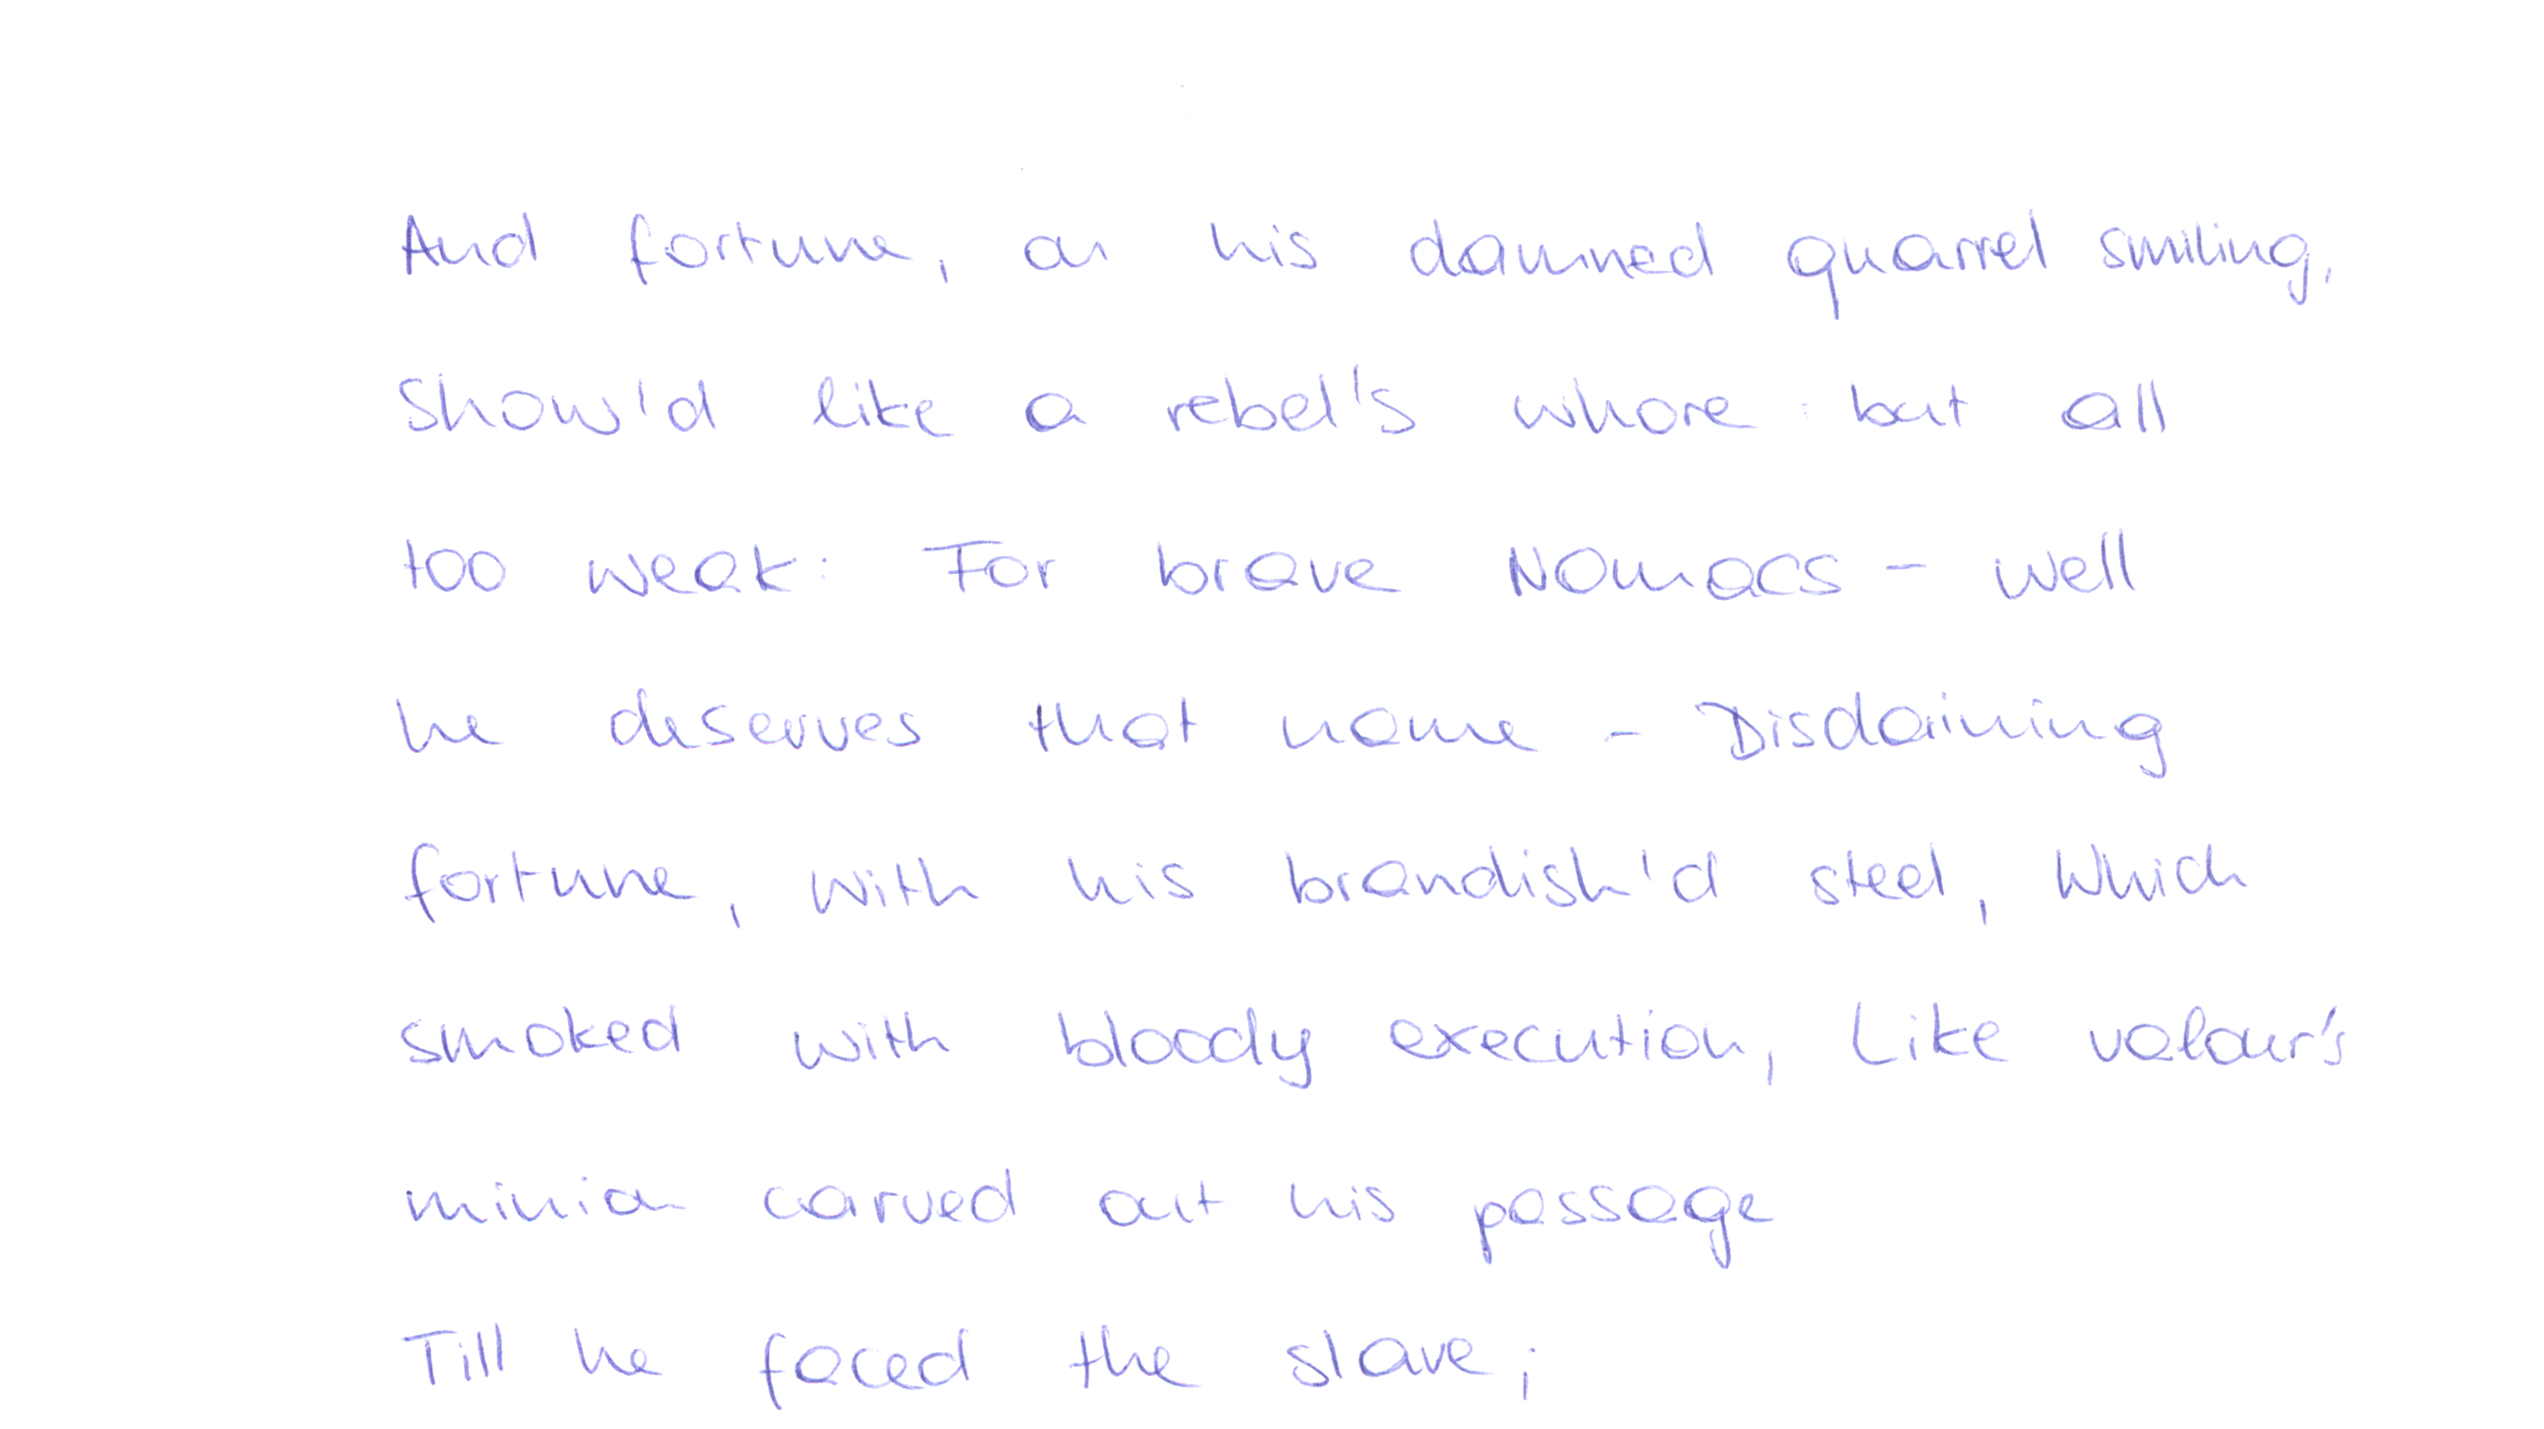 And fortune, on his damned quarrel smiling,
Show'd like a rebel's whore : but all
too weak: For brave Nomacs - well
he deserves that name - Disdaining
fortune, with his brandish'd steel, Which
smoked with bloody execution, Like valour's
minion carved out his passage
Till he faced the slave;